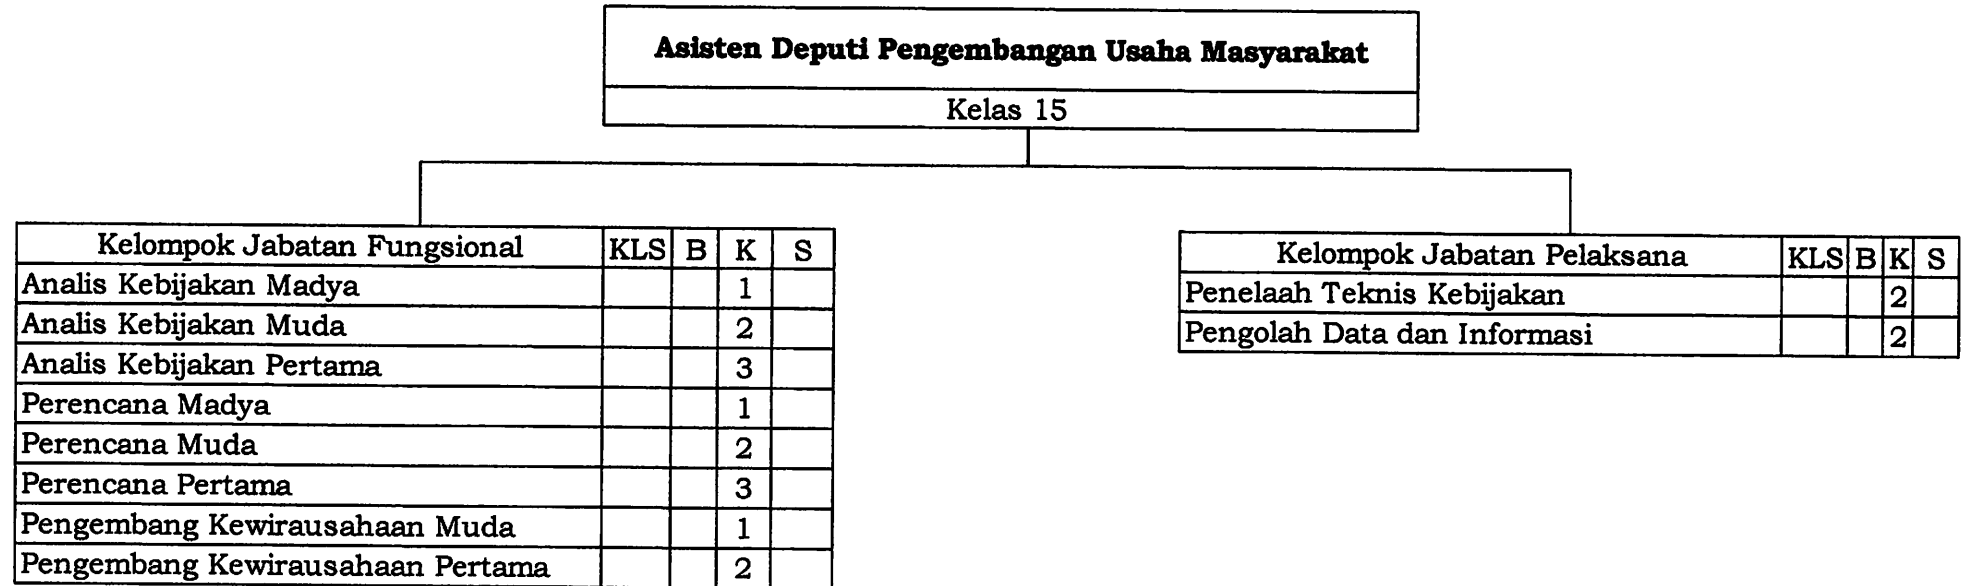 Asisten Deputi Pengembangan Usaha Masyarakat
Kelas 15
Kelompok Jabatan Fungsional KLS B K S
Analis Kebijakan Madya 1
Analis Kebijakan Muda 2
Analis Kebijakan Pertama 3
Perencana Madya 1
Perencana Muda 2
Perencana Pertama 3
Pengembang Kewirausahaan Muda 1
Pengembang Kewirausahaan Pertama 2
Kelompok Jabatan Pelaksana KLS B K S
Penelaah Teknis Kebijakan 2
Pengolah Data dan Informasi 2